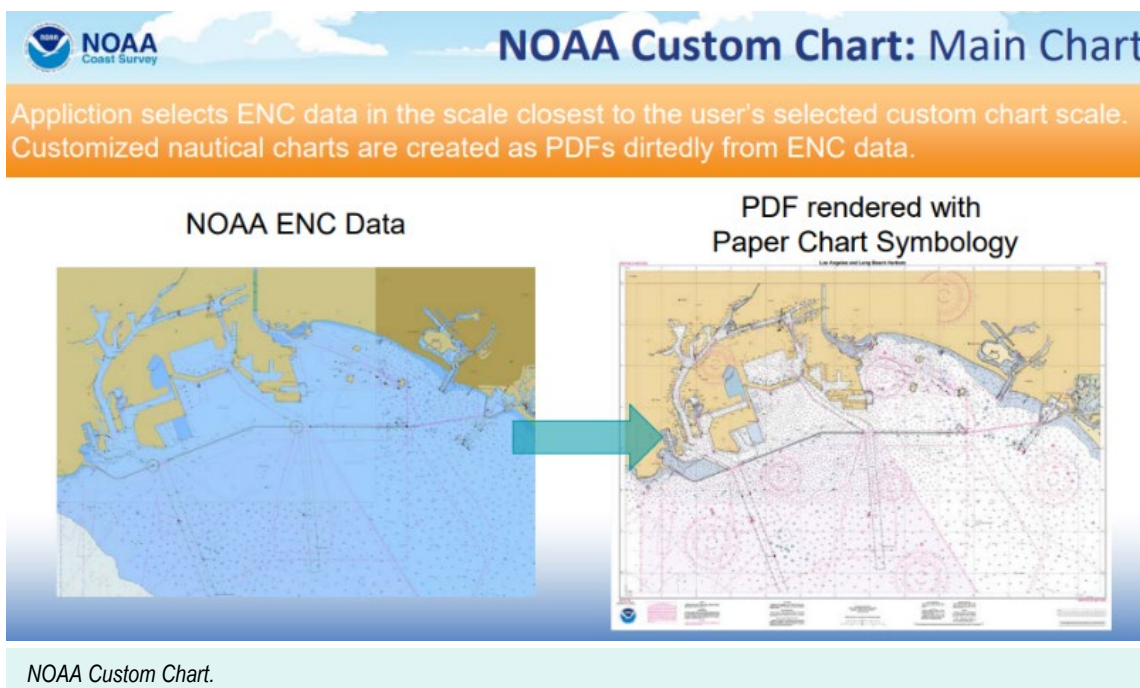 NOAA
Coast Survey
NOAA Custom Chart: Main Chart
Appliction selects ENC data in the scale closest to the user's selected custom chart scale.
Customized nautical charts are created as PDFs dirtedly from ENC data.
NOAA ENC Data
PDF rendered with
Paper Chart Symbology
Los Angeles and Long Beach Harbors
NOAA Custom Chart.